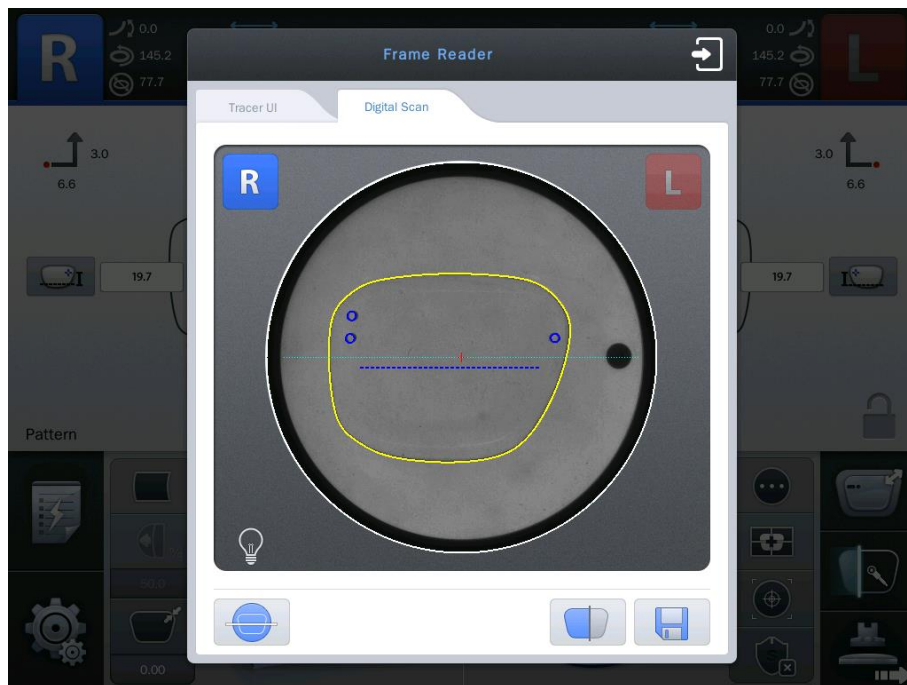 R
0.0
145.2
77.7
Frame Reader
0.0
145.2
77.7
L
Tracer UI
Digital Scan
R
L
3.0
6.6
3.0
6.6
I
19.7
19.7
I
Pattern
50.0
0.00
S